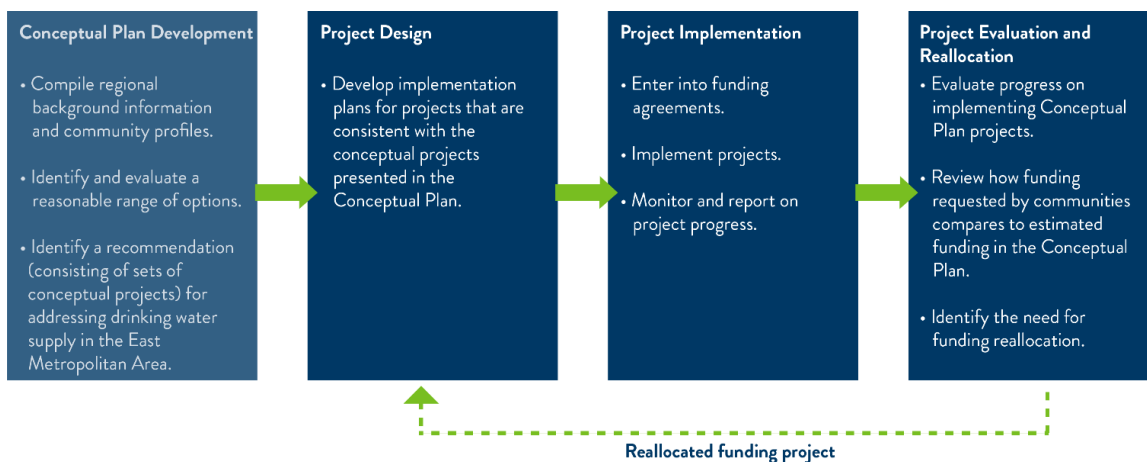 Conceptual Plan Development
• Compile regional
background information
and community profiles.
• Identify and evaluate a
reasonable range of options.
• Identify a recommendation
(consisting of sets of
conceptual projects) for
addressing drinking water
supply in the East
Metropolitan Area.
Project Design
• Develop implementation
plans for projects that are
consistent with the
conceptual projects
presented in the
Conceptual Plan.
Project Implementation
• Enter into funding
agreements.
• Implement projects.
• Monitor and report on
project progress.
Project Evaluation and
Reallocation
• Evaluate progress on
implementing Conceptual
Plan projects.
• Review how funding
requested by communities
compares to estimated
funding in the Conceptual
Plan.
• Identify the need for
funding reallocation.
Reallocated funding project